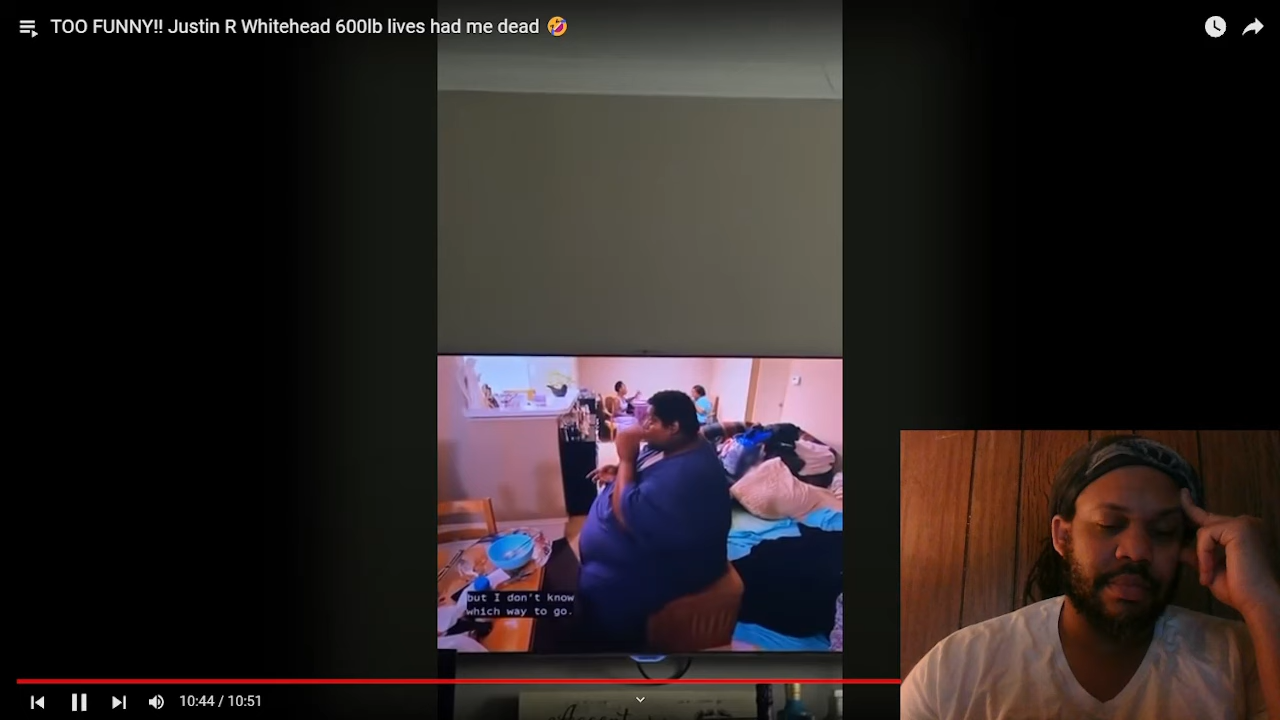 TOO FUNNY!! Justin R Whitehead 600lb lives had me dead 🤣
but I don't know
which way to go.
10:44 / 10:51